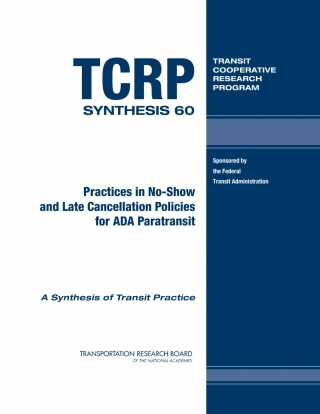 TCRP
SYNTHESIS 60
TRANSIT
COOPERATIVE
RESEARCH
PROGRAM
Sponsored by
the Federal
Transit Administration
Practices in No-Show
and Late Cancellation Policies
for ADA Paratransit
A Synthesis of Transit Practice
TRANSPORTATION RESEARCH BOARD
OF THE NATIONAL ACADEMIES